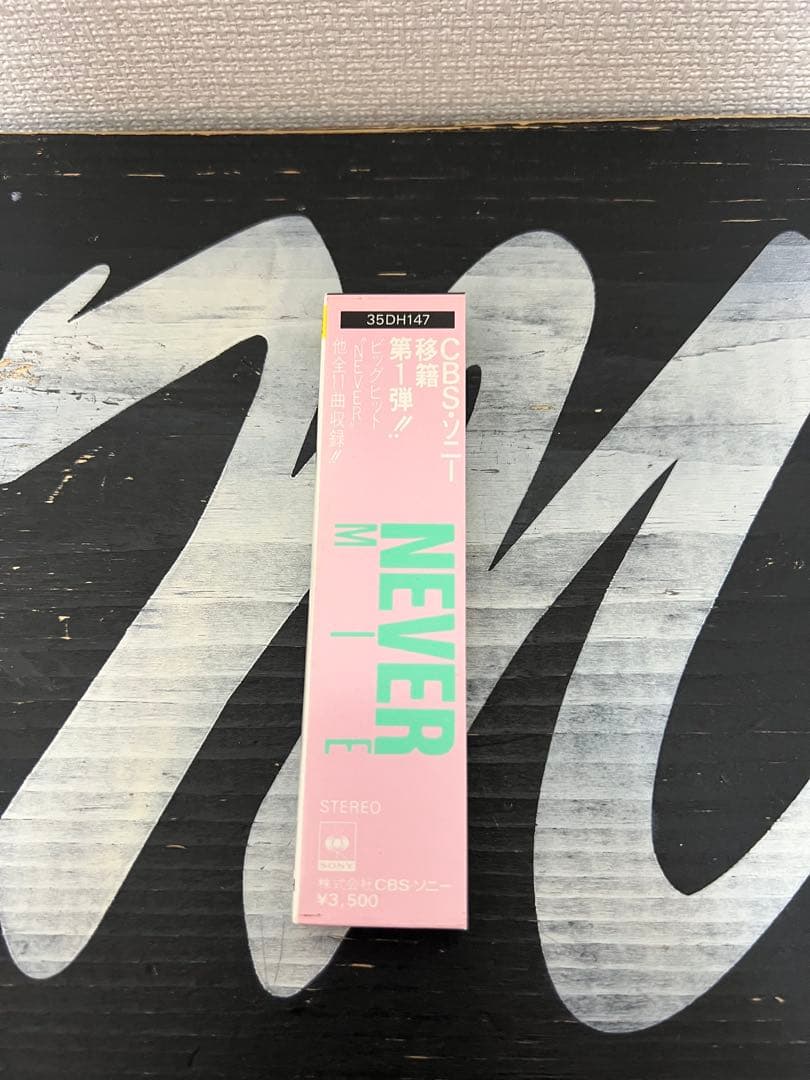 35DH147
CBS・ソニー
移籍
第1弾!!
ビッグ・ヒット
「NEVER」
他全11曲収録!!
NEVER
MIE
STEREO
SONY
株式会社CBSソニー
¥3,500